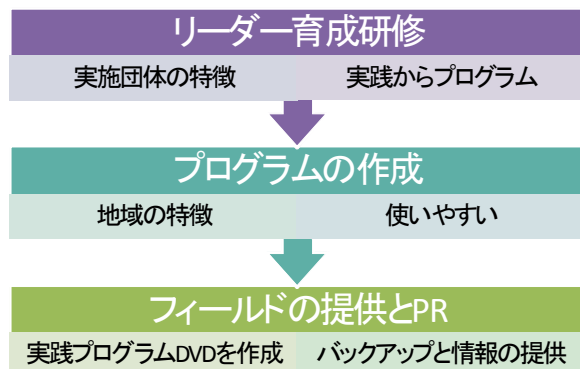 リーダー育成研修
実施団体の特徴 実践からプログラム
プログラムの作成
地域の特徴 使いやすい
フィールドの提供とPR
実践プログラムDVDを作成 バックアップと情報の提供